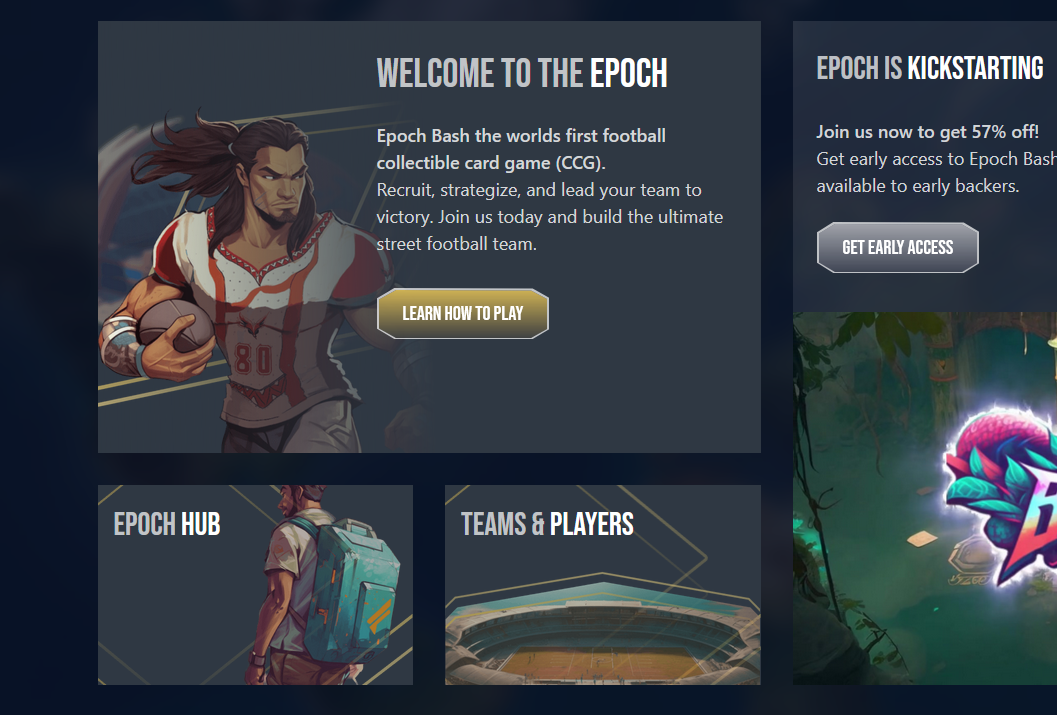 WELCOME TO THE EPOCH
Epoch Bash the worlds first football
collectible card game (CCG).
Recruit, strategize, and lead your team to
victory. Join us today and build the ultimate
street football team.
LEARN HOW TO PLAY
80
EPOCH IS KICKSTARTING
Join us now to get 57% off!
Get early access to Epoch Bash
available to early backers.
GET EARLY ACCESS
EPOCH HUB
TEAMS & PLAYERS